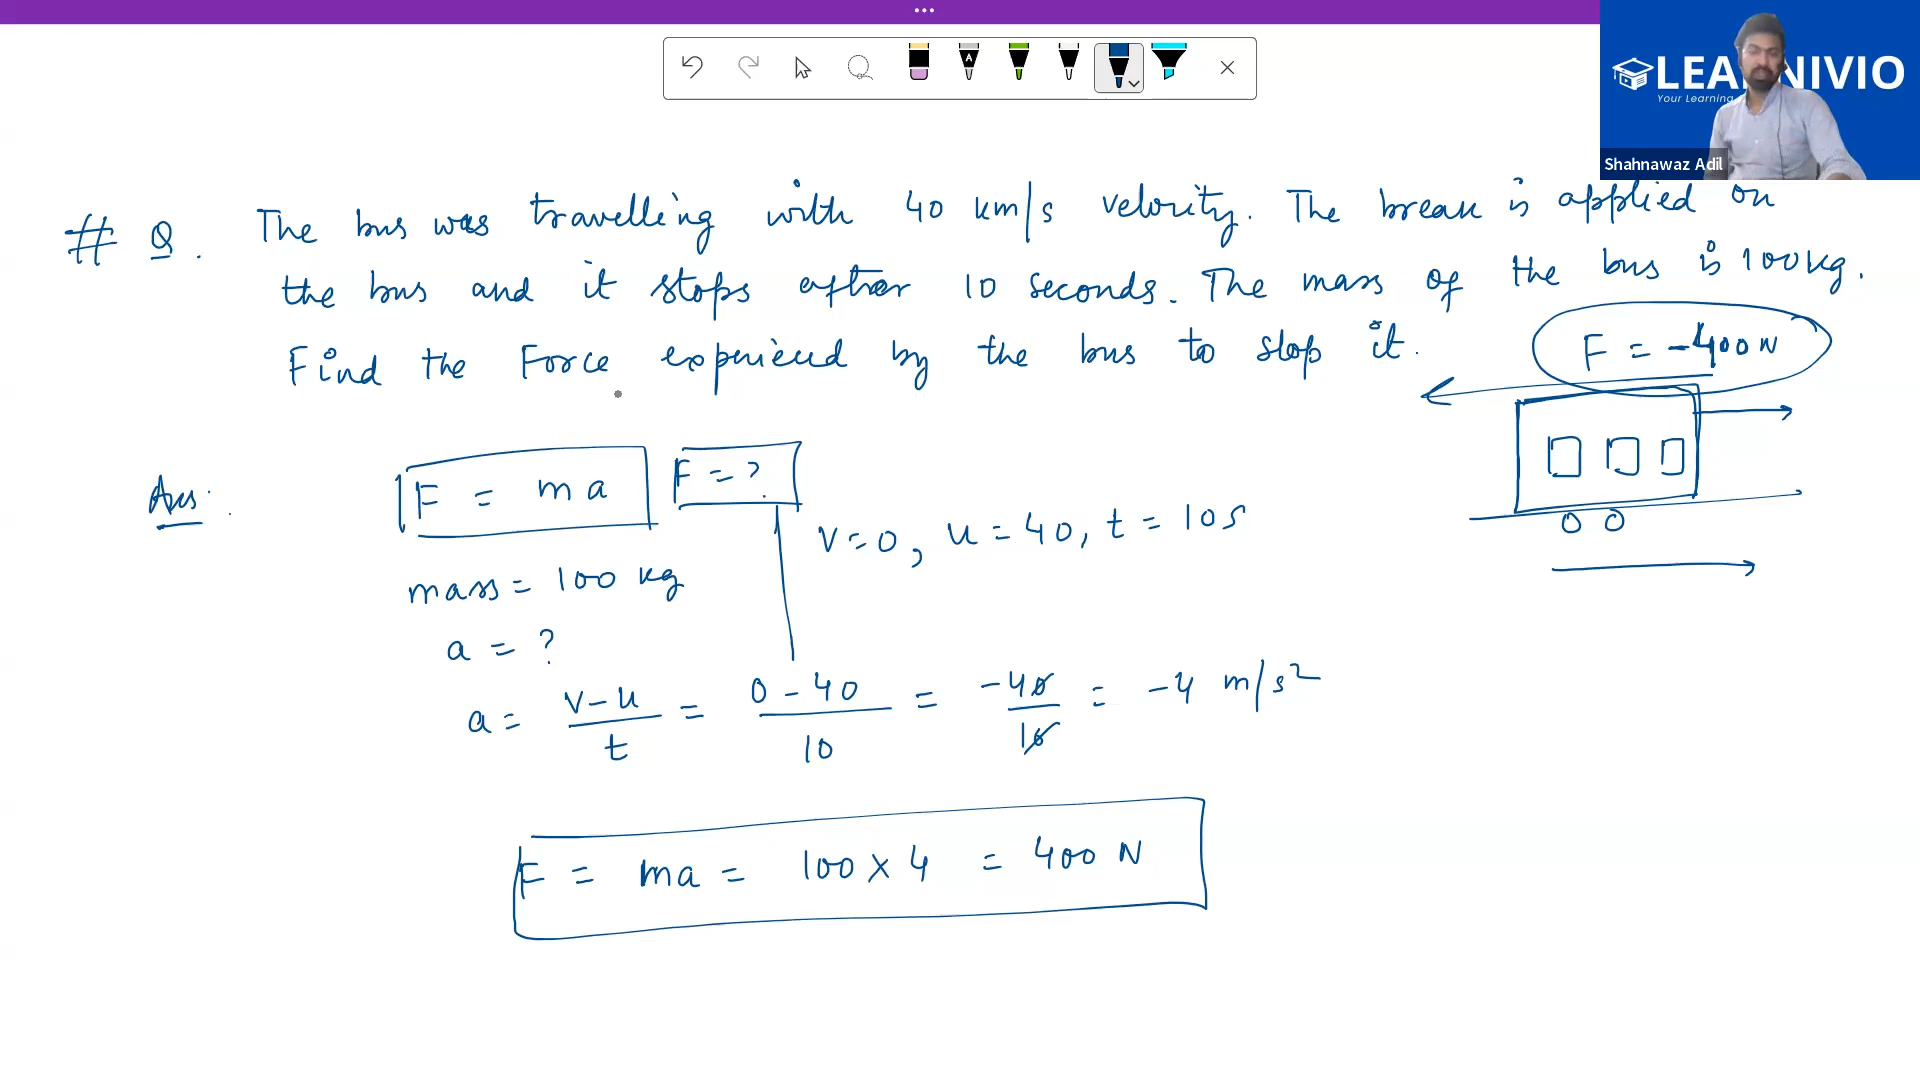 LEARNIVIO
Your Learning
Shahnawaz Adil
# Q. The bus was travelling with 40 km/s velocity. The break is applied on
the bus and it stops after 10 seconds. The mass of the bus is 100 kg.
Find the Force expriecd by the bus to stop it.
F = -400 N
Ans:
F = ma
F = ?
v = 0, u = 40, t = 10s
mass = 100 kg
a = ?
a = v-u/t = 0-40/10 = -40/10 = -4 m/s²
F = ma = 100 × 4 = 400 N